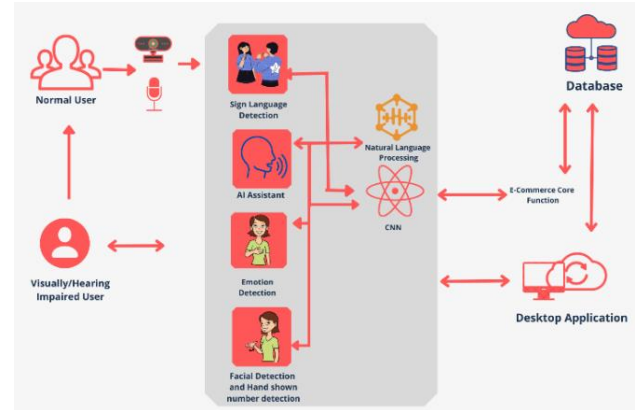 Normal User
Sign Language
Detection
Database
Natural Language
Processing
AI Assistant
E-Commerce Core
Function
CNN
Visually/Hearing
Impaired User
Emotion
Detection
Desktop Application
Facial Detection
and Hand shown
number detection